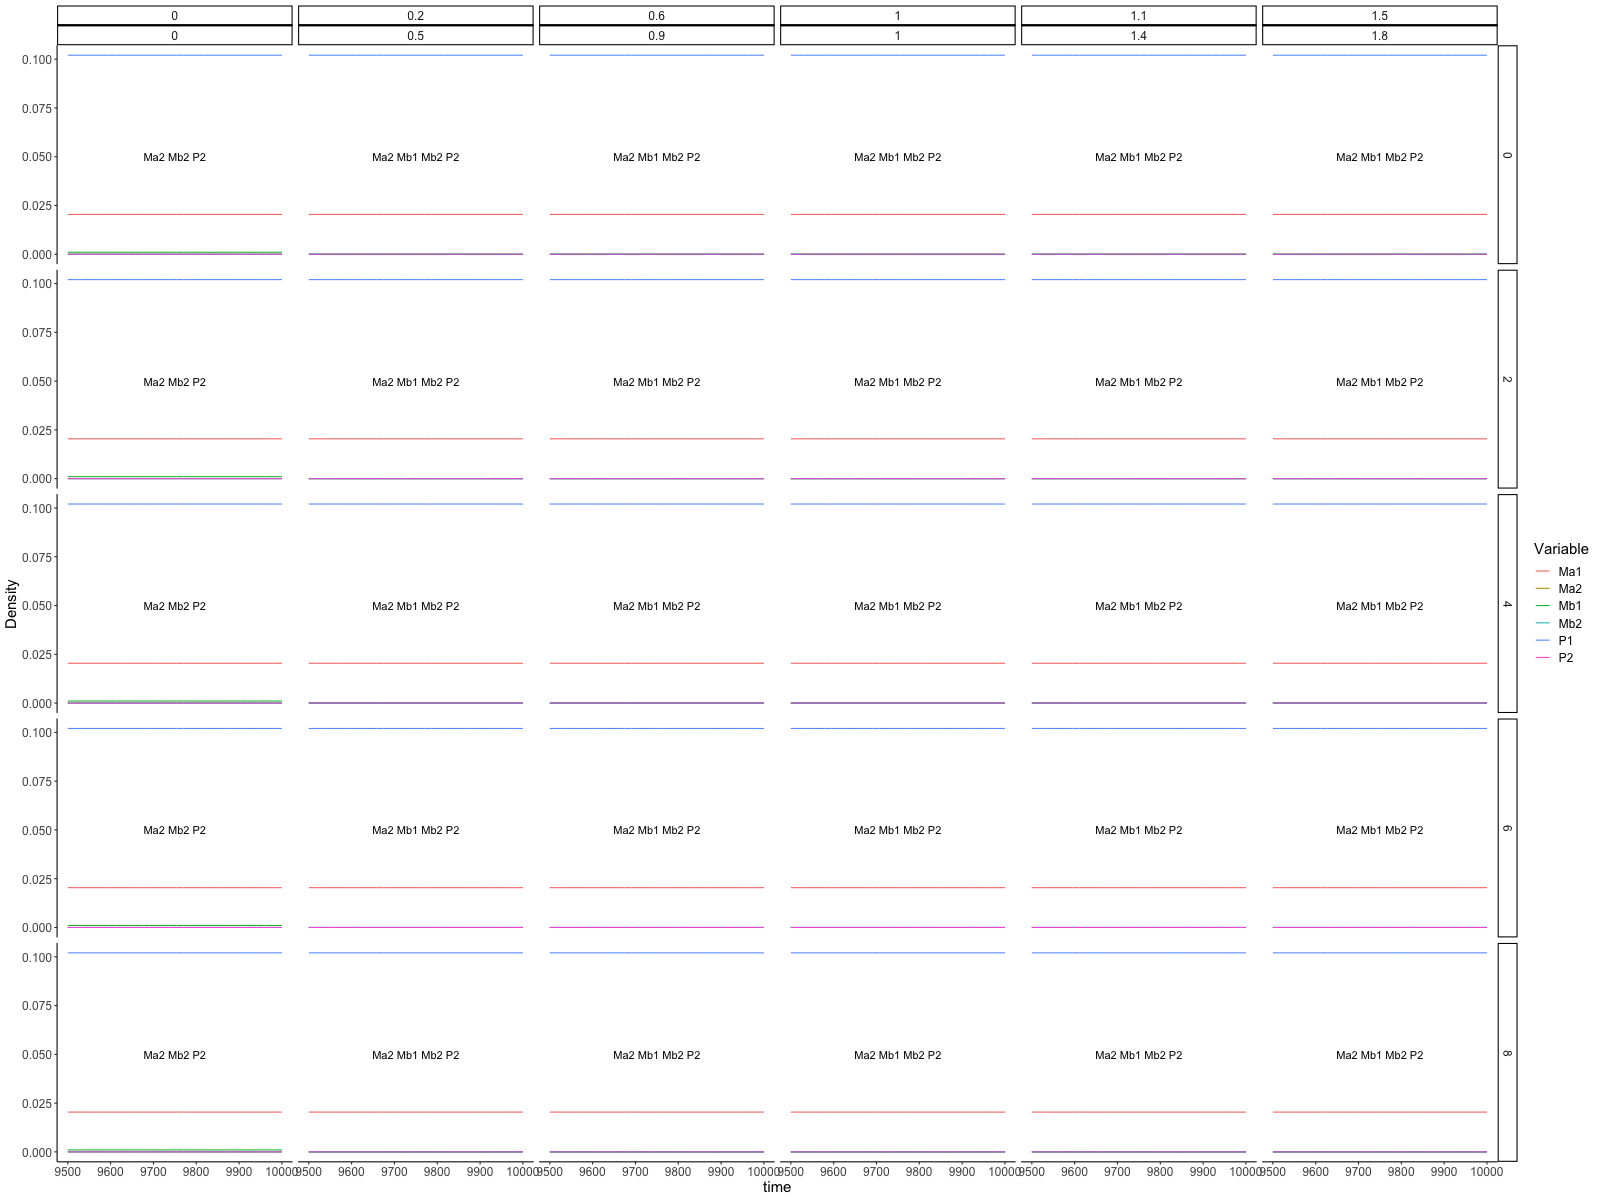 0 0.2 0.6 1 1.1 1.5
0 0.5 0.9 1 1.4 1.8
0.100
0.075
0.050 Ma2 Mb2 P2 Ma2 Mb1 Mb2 P2 Ma2 Mb1 Mb2 P2 Ma2 Mb1 Mb2 P2 Ma2 Mb1 Mb2 P2 Ma2 Mb1 Mb2 P2 0
0.025
0.000
0.100
0.075
0.050 Ma2 Mb2 P2 Ma2 Mb1 Mb2 P2 Ma2 Mb1 Mb2 P2 Ma2 Mb1 Mb2 P2 Ma2 Mb1 Mb2 P2 Ma2 Mb1 Mb2 P2 2
0.025
0.000
0.100
0.075
0.050 Ma2 Mb2 P2 Ma2 Mb1 Mb2 P2 Ma2 Mb1 Mb2 P2 Ma2 Mb1 Mb2 P2 Ma2 Mb1 Mb2 P2 Ma2 Mb1 Mb2 P2 4
0.025
0.000
0.100
0.075
0.050 Ma2 Mb2 P2 Ma2 Mb1 Mb2 P2 Ma2 Mb1 Mb2 P2 Ma2 Mb1 Mb2 P2 Ma2 Mb1 Mb2 P2 Ma2 Mb1 Mb2 P2 6
0.025
0.000
0.100
0.075
0.050 Ma2 Mb2 P2 Ma2 Mb1 Mb2 P2 Ma2 Mb1 Mb2 P2 Ma2 Mb1 Mb2 P2 Ma2 Mb1 Mb2 P2 Ma2 Mb1 Mb2 P2 8
0.025
0.000
9500 9600 9700 9800 9900 10000 9500 9600 9700 9800 9900 10000 9500 9600 9700 9800 9900 10000 9500 9600 9700 9800 9900 10000 9500 9600 9700 9800 9900 10000 9500 9600 9700 9800 9900 10000
time
Density
Variable
Ma1
Ma2
Mb1
Mb2
P1
P2